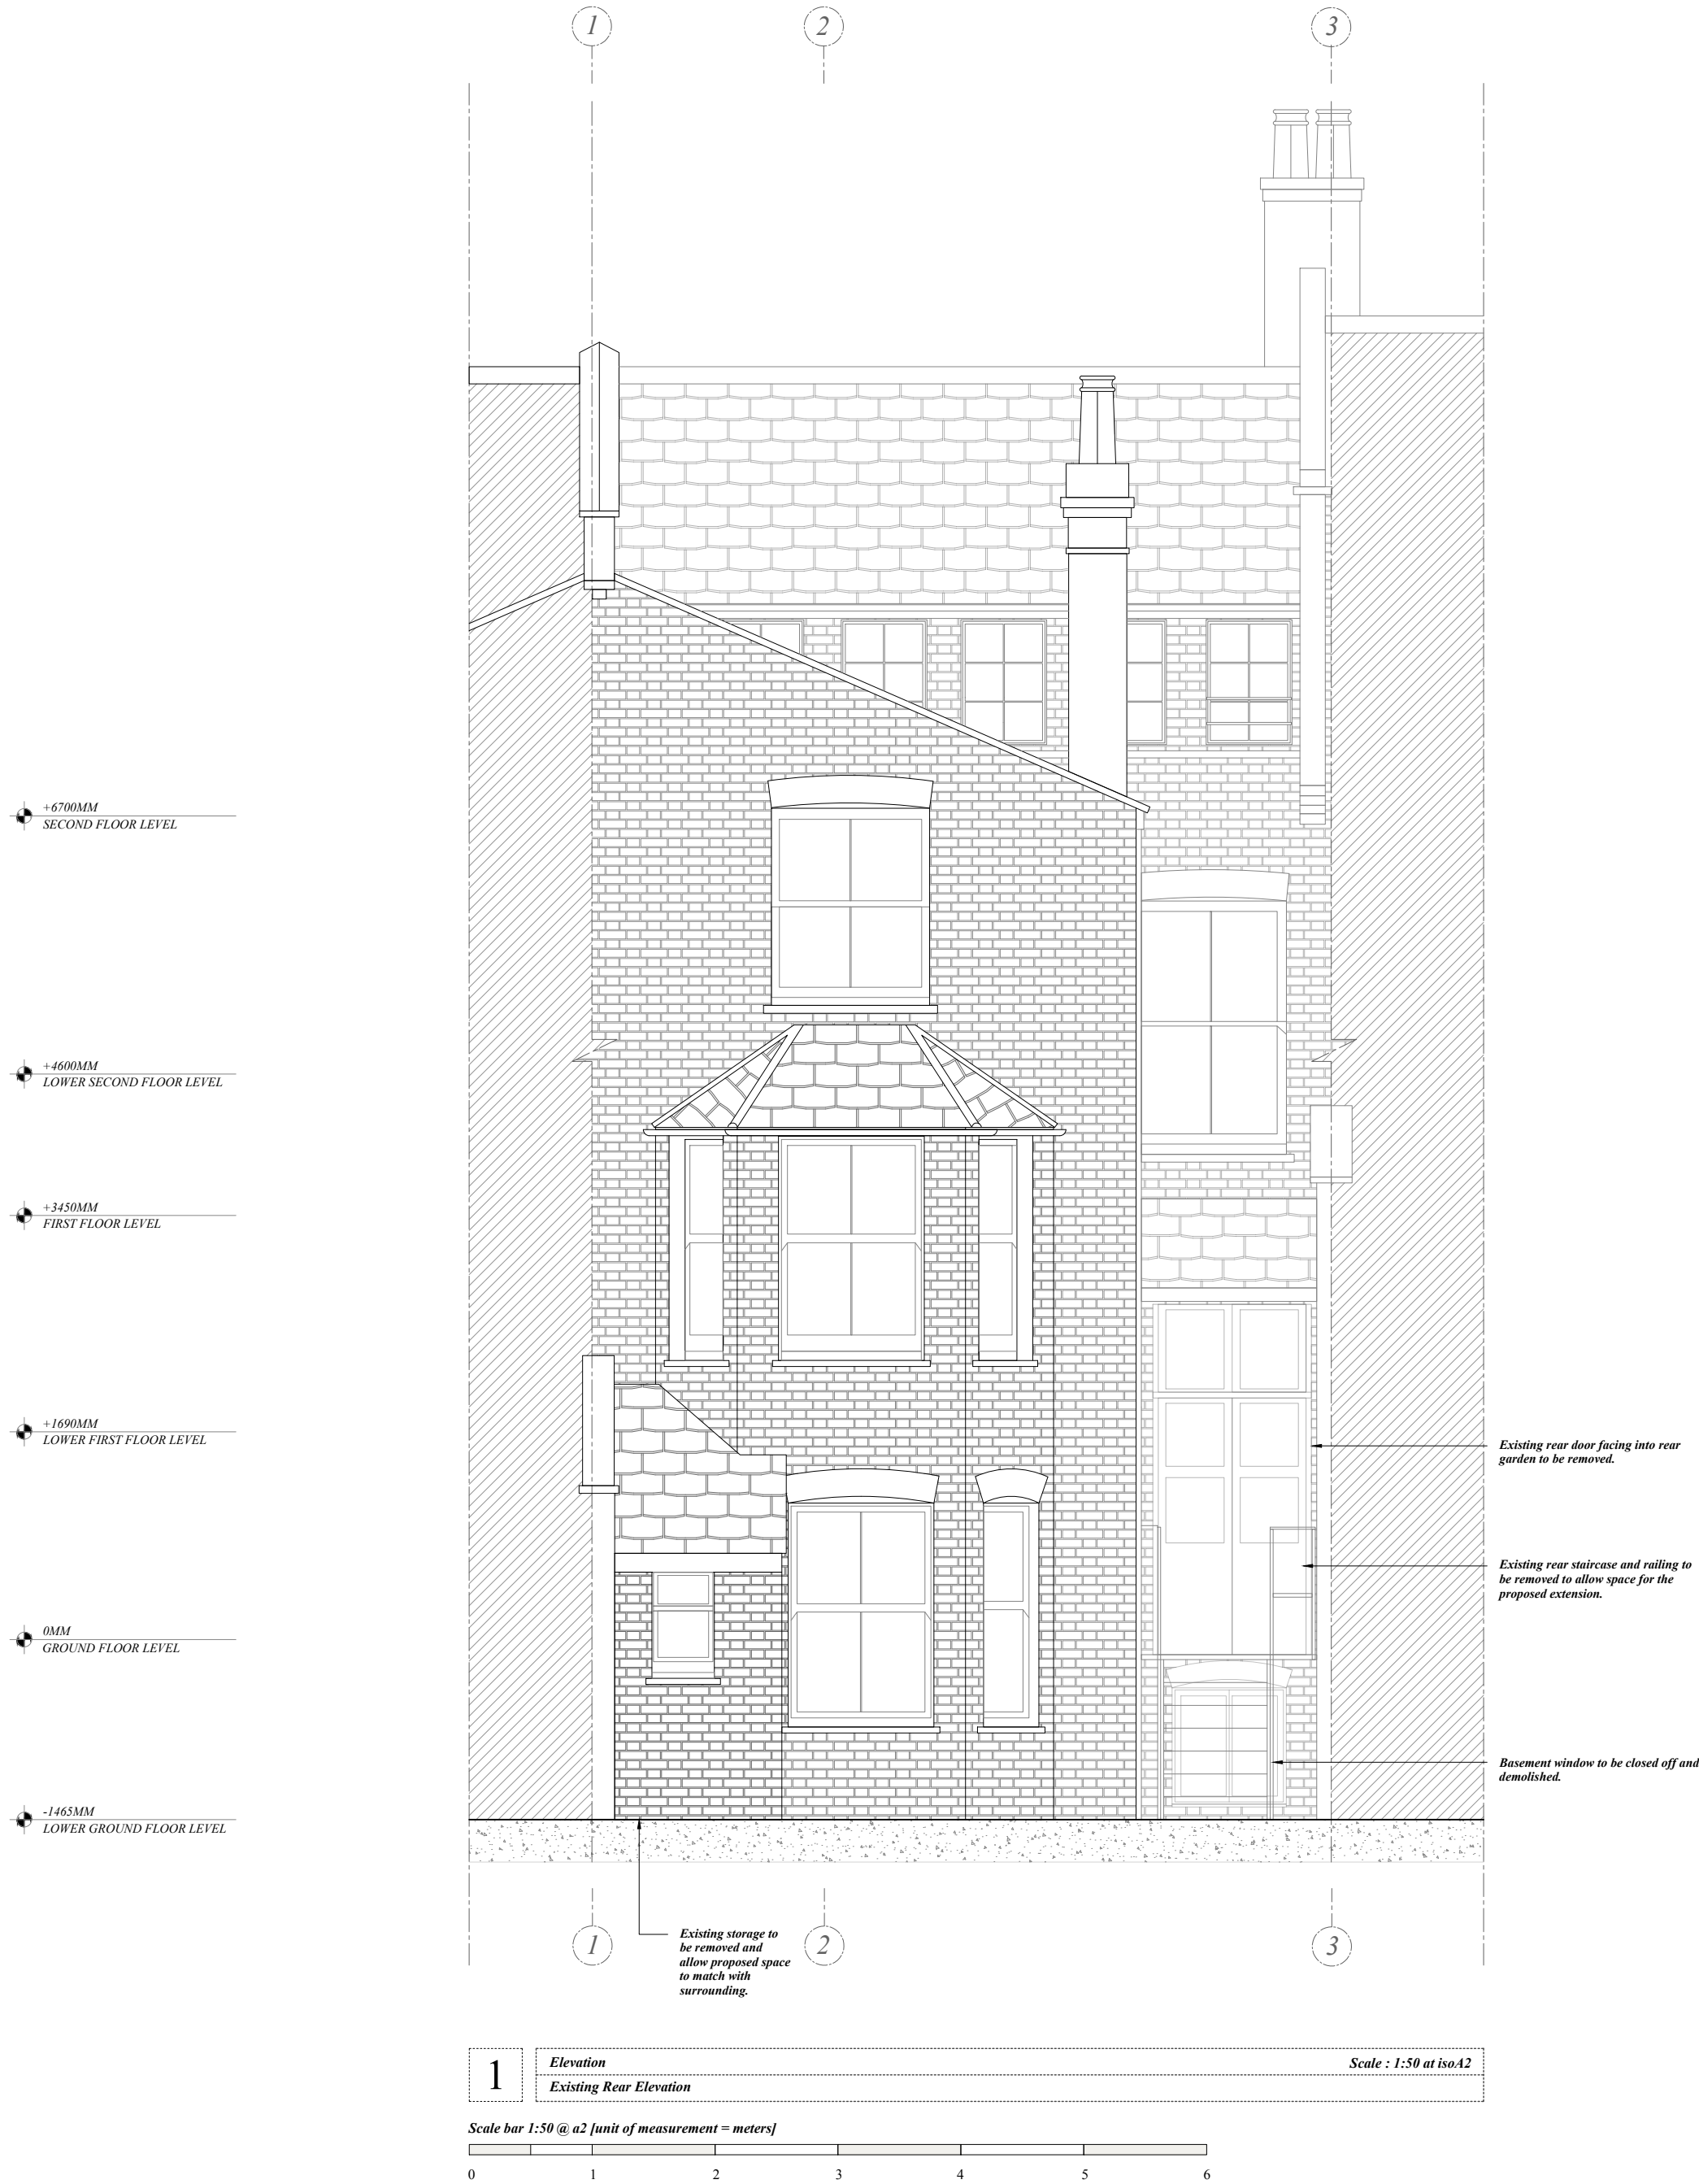 1
2
3
+6700MM
SECOND FLOOR LEVEL
+4600MM
LOWER SECOND FLOOR LEVEL
+3450MM
FIRST FLOOR LEVEL
+1690MM
LOWER FIRST FLOOR LEVEL
Existing rear door facing into rear
garden to be removed.
Existing rear staircase and railing to
be removed to allow space for the
proposed extension.
0MM
GROUND FLOOR LEVEL
Basement window to be closed off and
demolished.
-1465MM
LOWER GROUND FLOOR LEVEL
1
2
3
Existing storage to
be removed and
allow proposed space
to match with
surrounding.
1
Elevation
Scale : 1:50 at isoA2
Existing Rear Elevation
Scale bar 1:50 @ a2 [unit of measurement = meters]
0 1 2 3 4 5 6